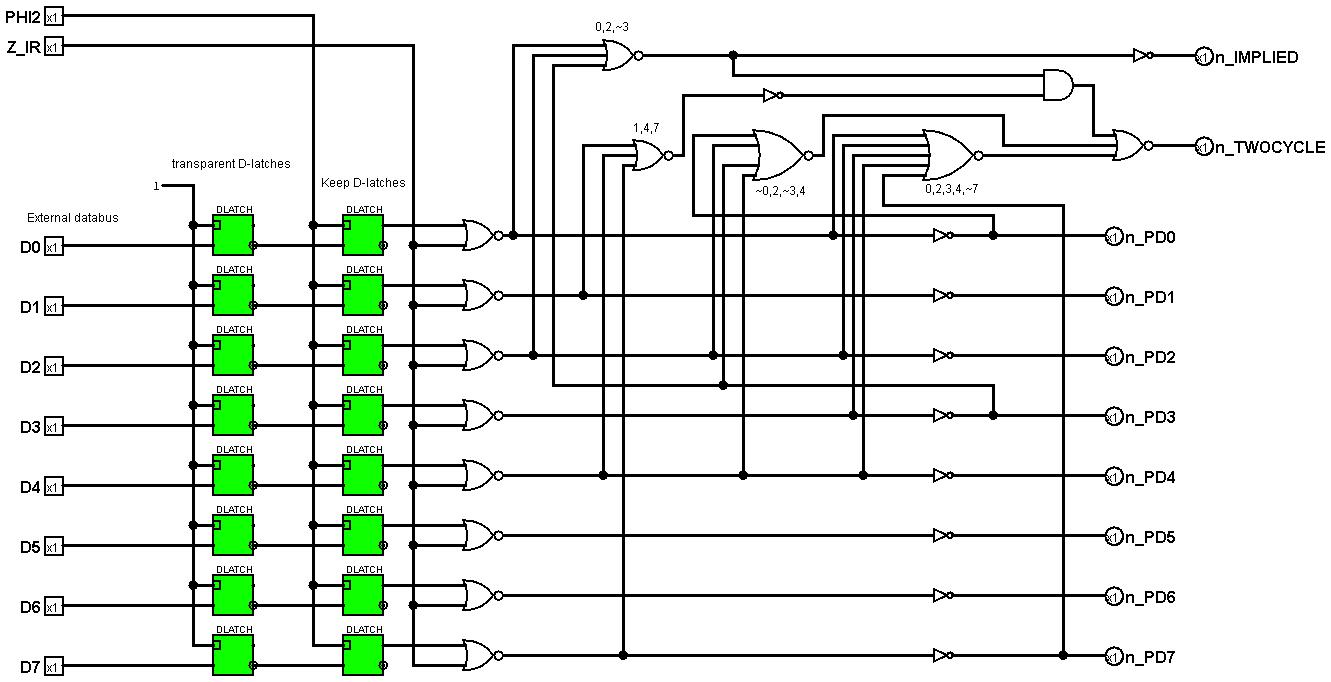 PHI2 x1
Z_IR x1
0,2,~3
x1 n_IMPLIED
1,4,7
x1 n_TWOCYCLE
transparent D-latches
1
Keep D-latches
~0,2,~3,4
0,2,3,4,~7
External databus
DLATCH DLATCH
D0 x1
x1 n_PD0
DLATCH DLATCH
D1 x1
x1 n_PD1
DLATCH DLATCH
D2 x1
x1 n_PD2
DLATCH DLATCH
D3 x1
x1 n_PD3
DLATCH DLATCH
D4 x1
x1 n_PD4
DLATCH DLATCH
D5 x1
x1 n_PD5
DLATCH DLATCH
D6 x1
x1 n_PD6
DLATCH DLATCH
D7 x1
x1 n_PD7